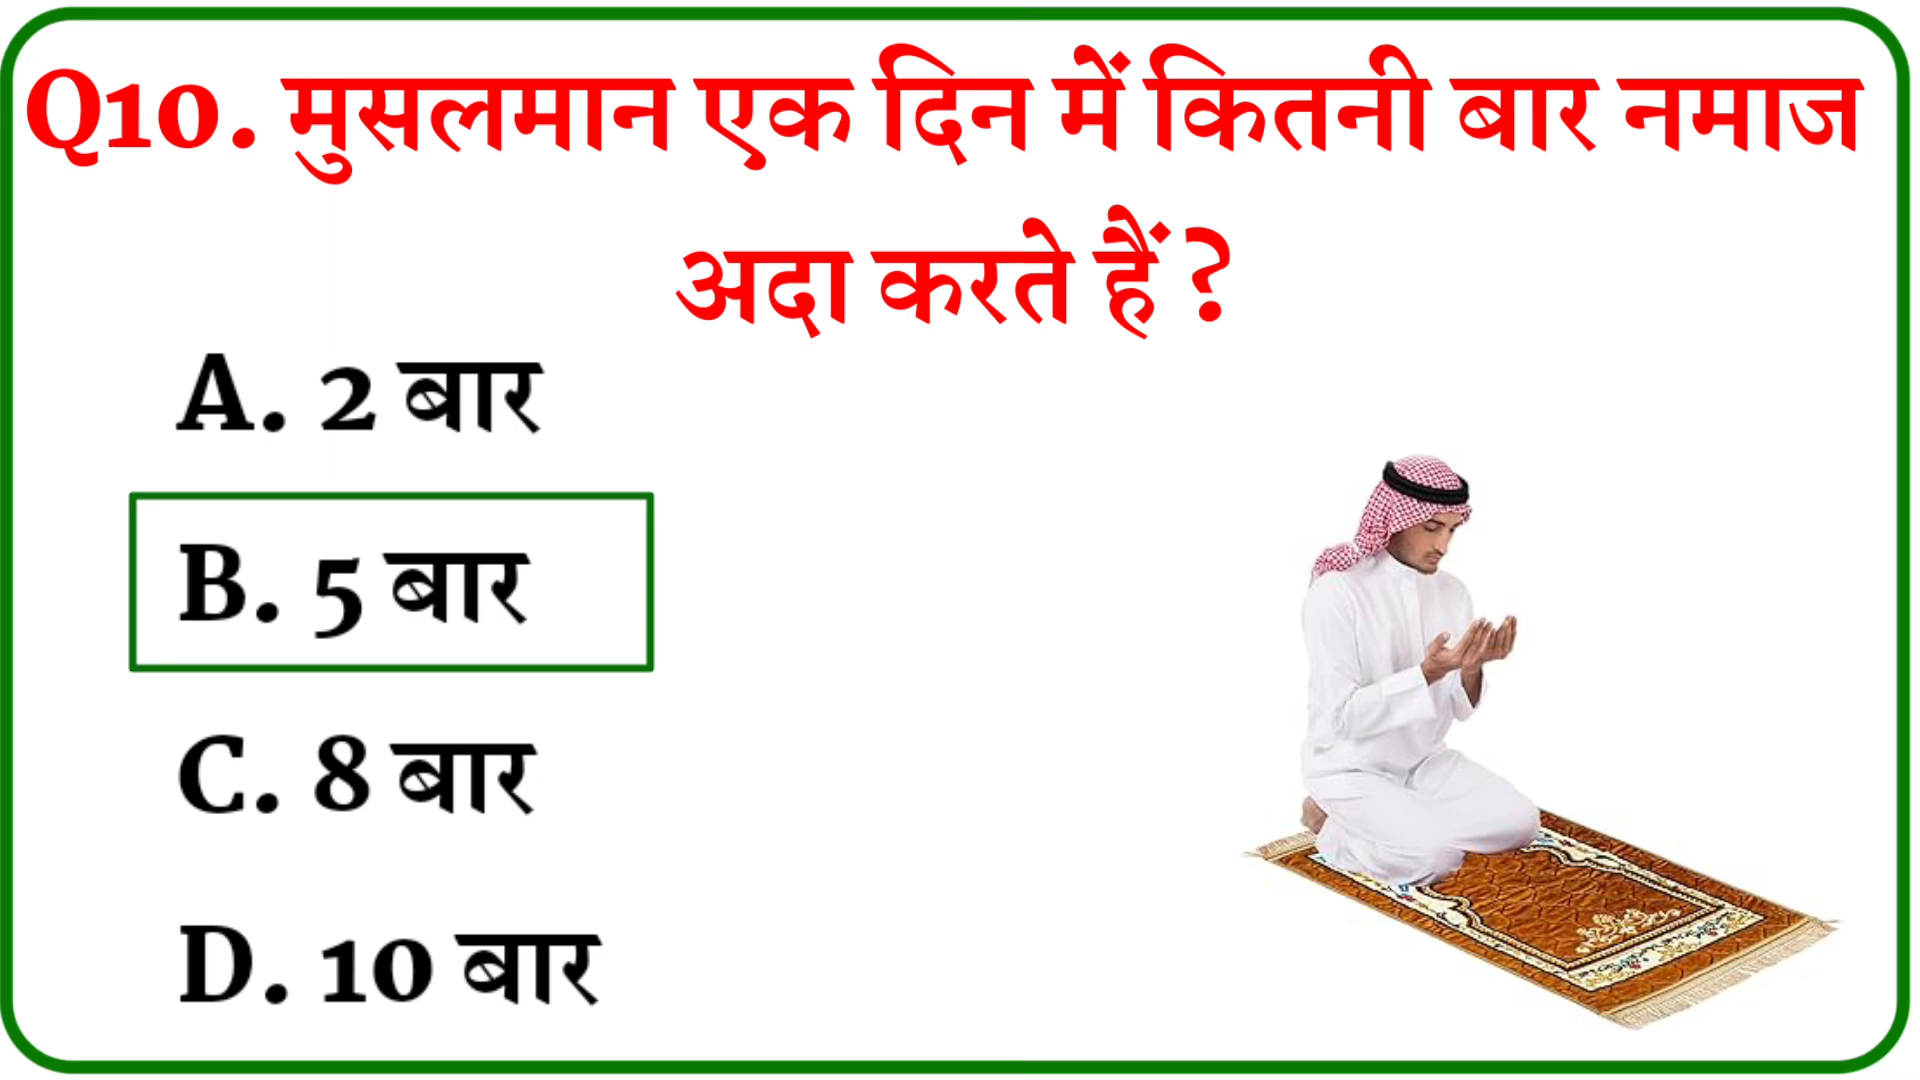 Q10. मुसलमान एक दिन में कितनी बार नमाज
अदा करते हैं?
A. 2 बार
B. 5 बार
C. 8 बार
D. 10 बार